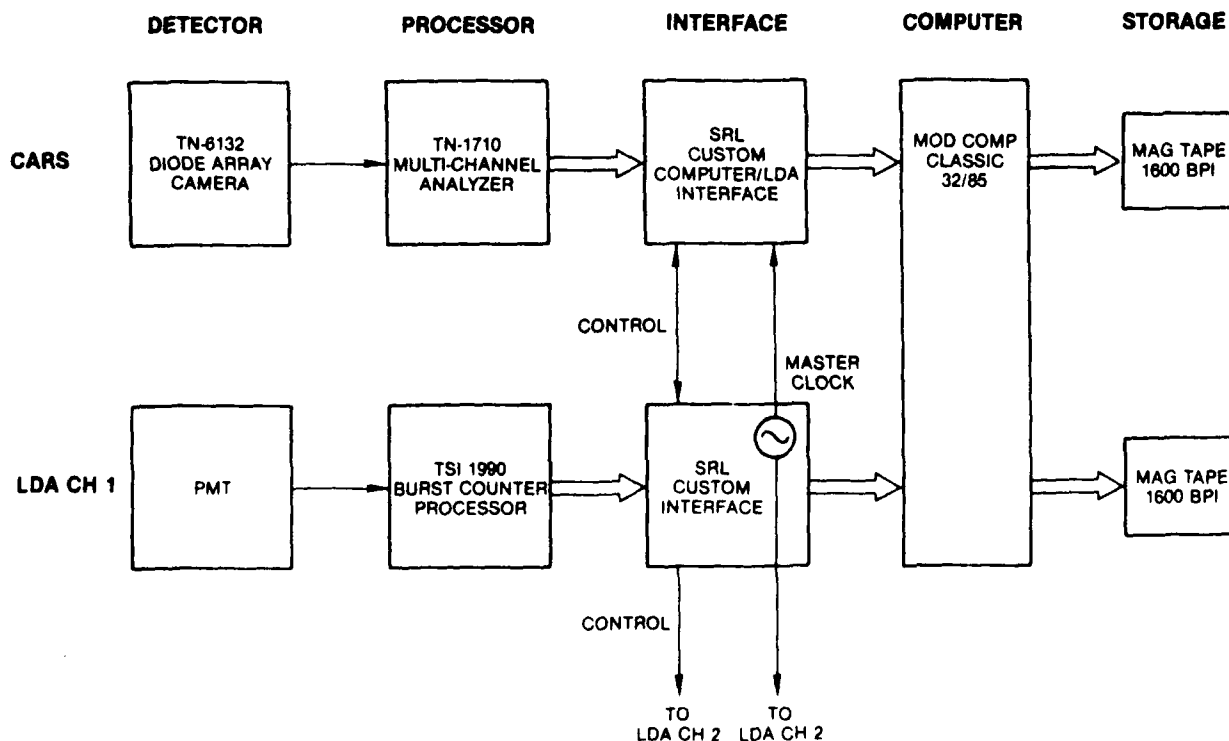 DETECTOR PROCESSOR INTERFACE COMPUTER STORAGE
CARS
TN-6132
DIODE ARRAY
CAMERA
TN-1710
MULTI-CHANNEL
ANALYZER
SRL
CUSTOM
COMPUTER/LDA
INTERFACE
MOD COMP
CLASSIC
32/85
MAG TAPE
1600 BPI
CONTROL
MASTER
CLOCK
LDA CH 1
PMT
TSI 1990
BURST COUNTER
PROCESSOR
SRL
CUSTOM
INTERFACE
MAG TAPE
1600 BPI
CONTROL
TO
LDA CH 2
TO
LDA CH 2